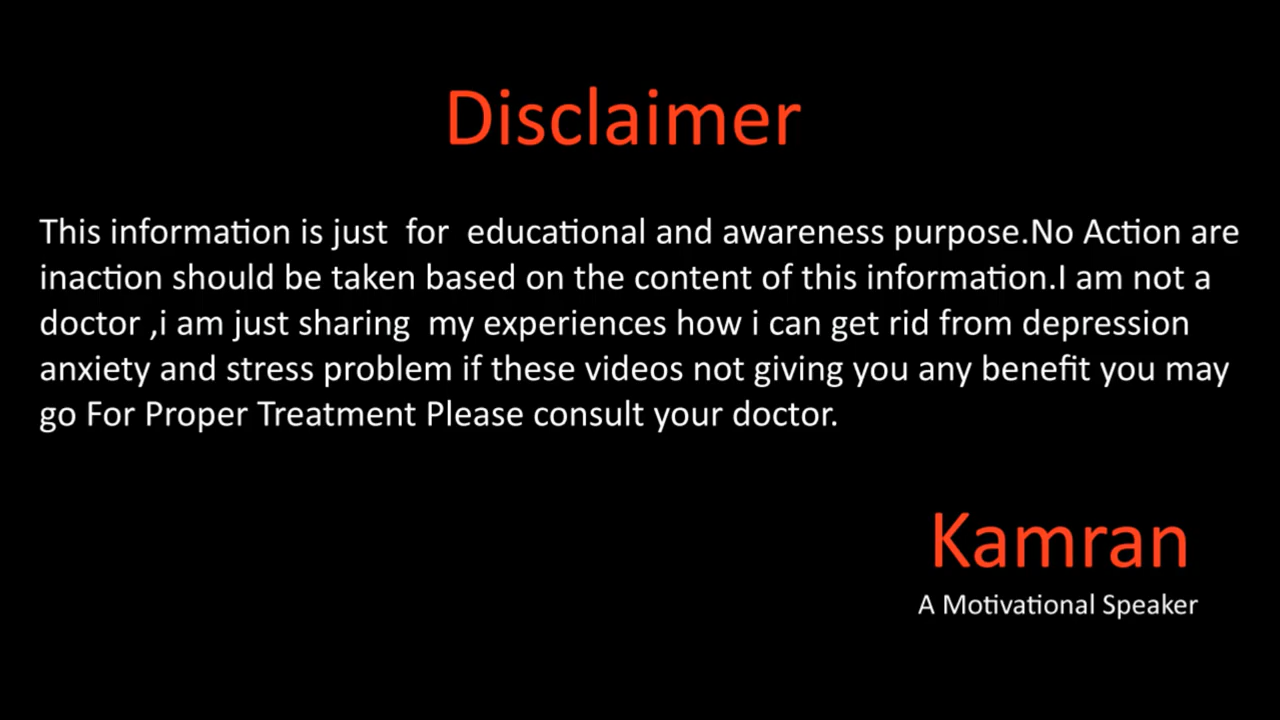 Disclaimer
This information is just  for  educational and awareness purpose.No Action are
inaction should be taken based on the content of this information.I am not a
doctor ,i am just sharing  my experiences how i can get rid from depression
anxiety and stress problem if these videos not giving you any benefit you may
go For Proper Treatment Please consult your doctor.
Kamran
A Motivational Speaker